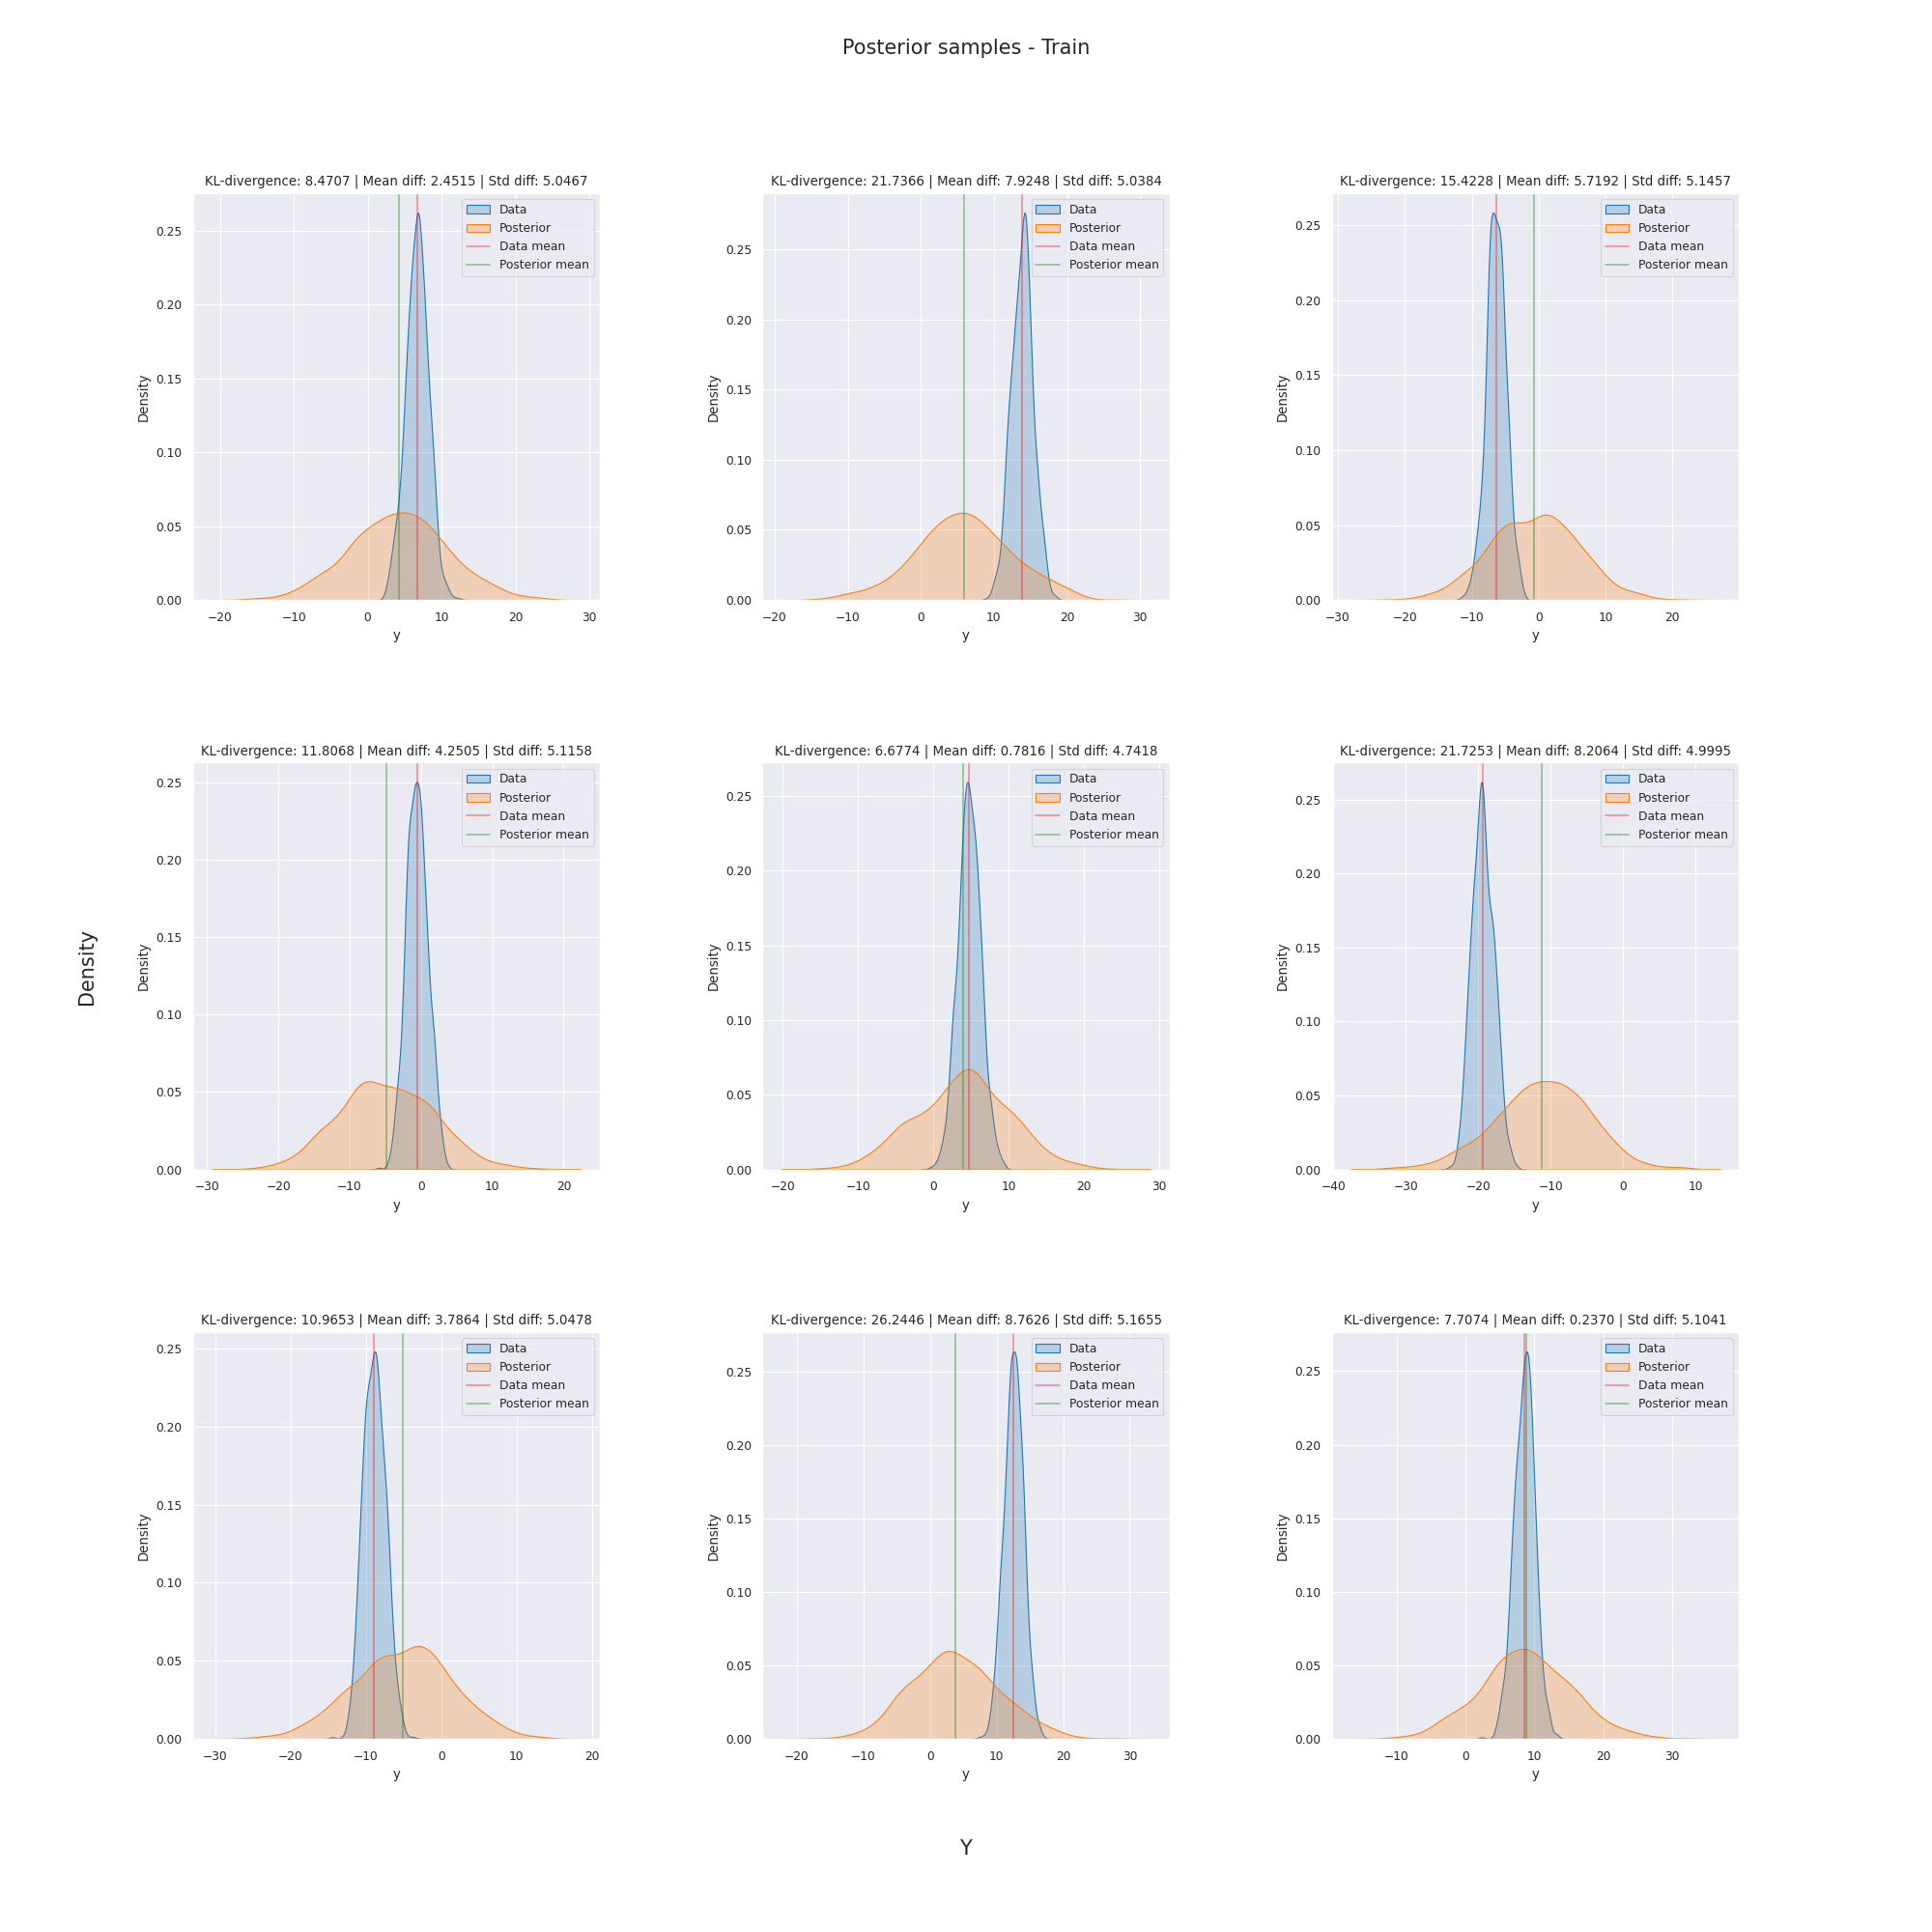 Posterior samples - Train
KL-divergence: 8.4707 | Mean diff: 2.4515 | Std diff: 5.0467
Data
Posterior
Data mean
Posterior mean
0.25
0.20
0.15
0.10
0.05
0.00
Density
−20 −10 0 10 20 30
y
KL-divergence: 21.7366 | Mean diff: 7.9248 | Std diff: 5.0384
Data
Posterior
Data mean
Posterior mean
0.25
0.20
0.15
0.10
0.05
0.00
Density
−20 −10 0 10 20 30
y
KL-divergence: 15.4228 | Mean diff: 5.7192 | Std diff: 5.1457
Data
Posterior
Data mean
Posterior mean
0.25
0.20
0.15
0.10
0.05
0.00
Density
−30 −20 −10 0 10 20
y
Density
KL-divergence: 11.8068 | Mean diff: 4.2505 | Std diff: 5.1158
Data
Posterior
Data mean
Posterior mean
0.25
0.20
0.15
0.10
0.05
0.00
Density
−30 −20 −10 0 10 20
y
KL-divergence: 6.6774 | Mean diff: 0.7816 | Std diff: 4.7418
Data
Posterior
Data mean
Posterior mean
0.25
0.20
0.15
0.10
0.05
0.00
Density
−20 −10 0 10 20 30
y
KL-divergence: 21.7253 | Mean diff: 8.2064 | Std diff: 4.9995
Data
Posterior
Data mean
Posterior mean
0.25
0.20
0.15
0.10
0.05
0.00
Density
−40 −30 −20 −10 0 10
y
KL-divergence: 10.9653 | Mean diff: 3.7864 | Std diff: 5.0478
Data
Posterior
Data mean
Posterior mean
0.25
0.20
0.15
0.10
0.05
0.00
Density
−30 −20 −10 0 10 20
y
KL-divergence: 26.2446 | Mean diff: 8.7626 | Std diff: 5.1655
Data
Posterior
Data mean
Posterior mean
0.25
0.20
0.15
0.10
0.05
0.00
Density
−20 −10 0 10 20 30
y
KL-divergence: 7.7074 | Mean diff: 0.2370 | Std diff: 5.1041
Data
Posterior
Data mean
Posterior mean
0.25
0.20
0.15
0.10
0.05
0.00
Density
−10 0 10 20 30
y
Y